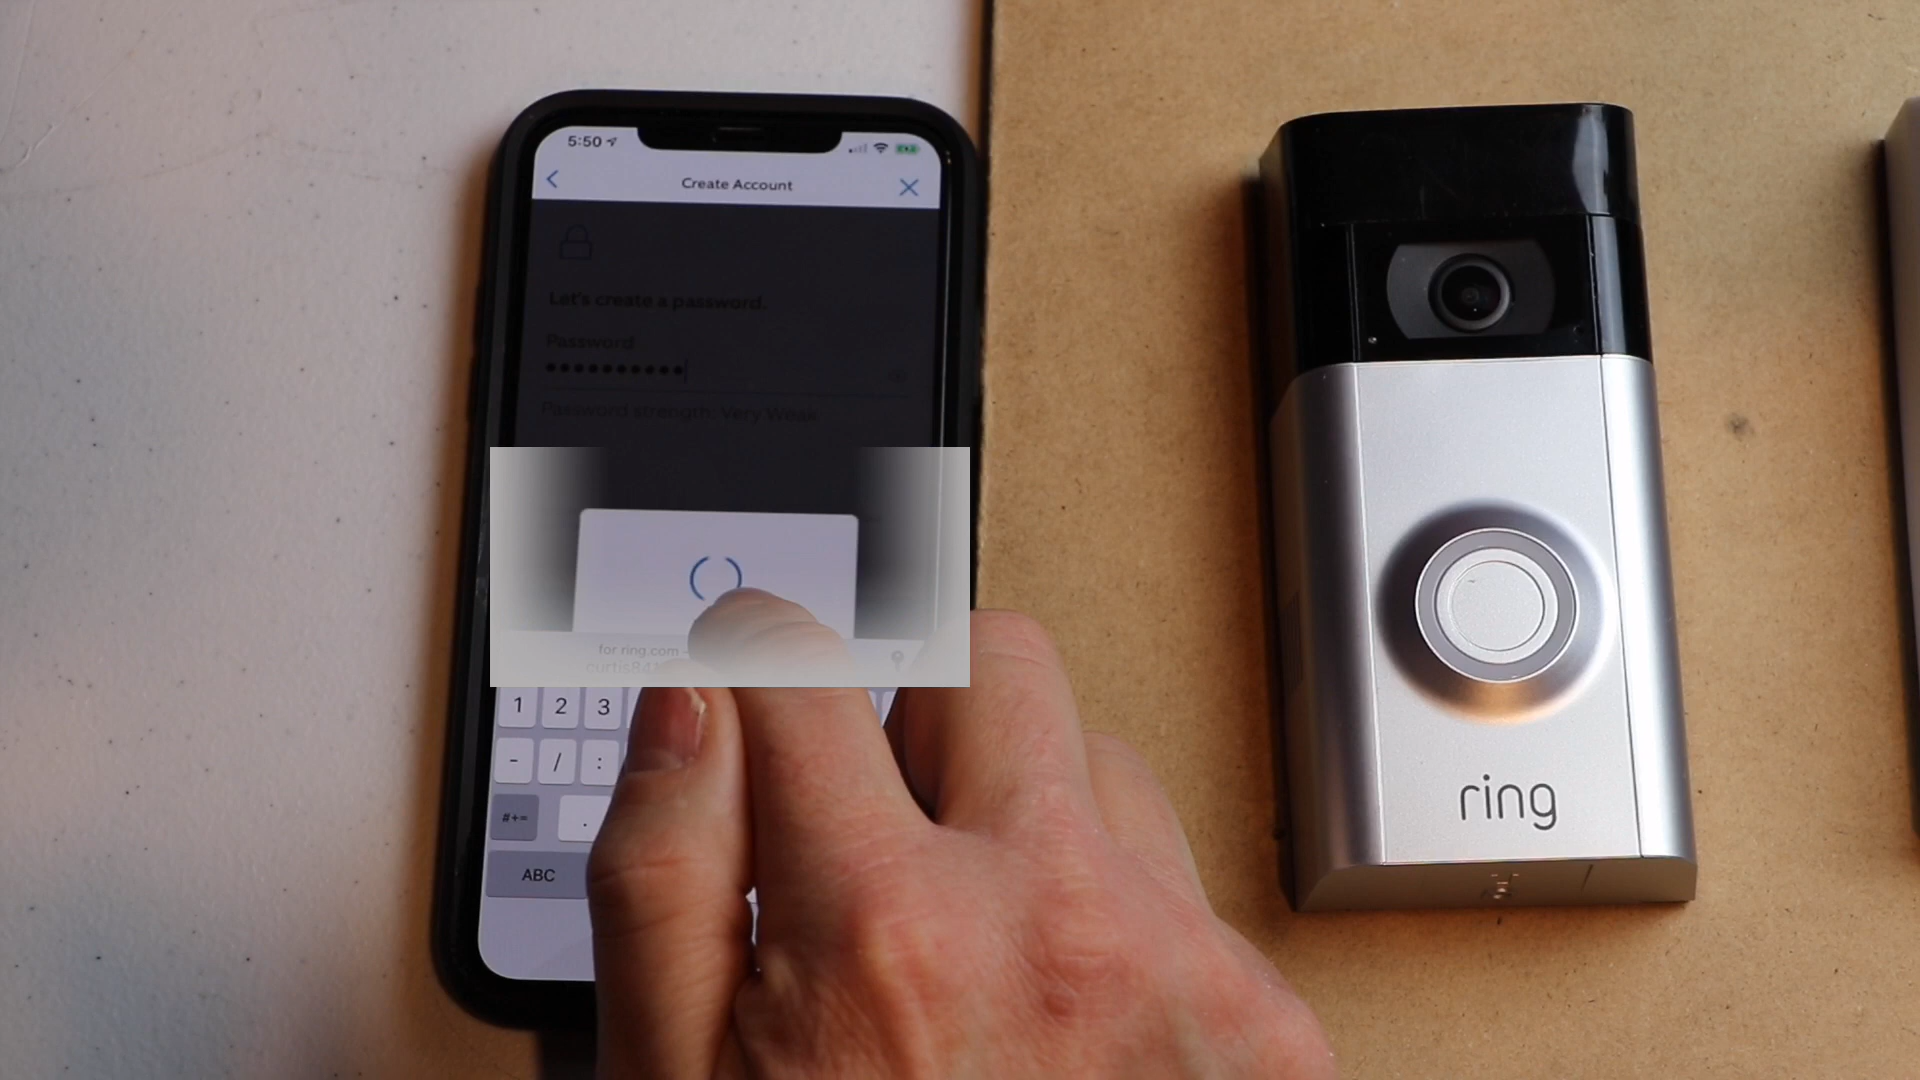 5:50
Create Account
Let's create a password.
Password
••••••••••
Password strength: Very Weak
for ring.com -
1 2 3
- / :
#+= .
ABC
ring